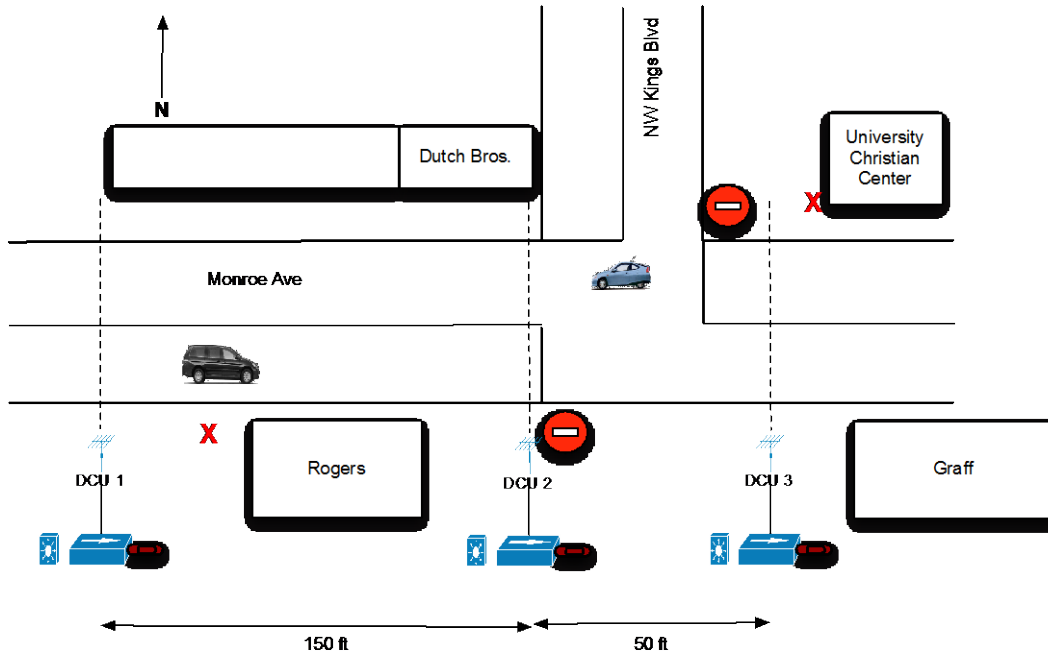 NW Kings Blvd
N
Dutch Bros.
University
Christian
Center
X
Monroe Ave
X
Rogers
Graff
DCU 1
DCU 2
DCU 3
150 ft
50 ft